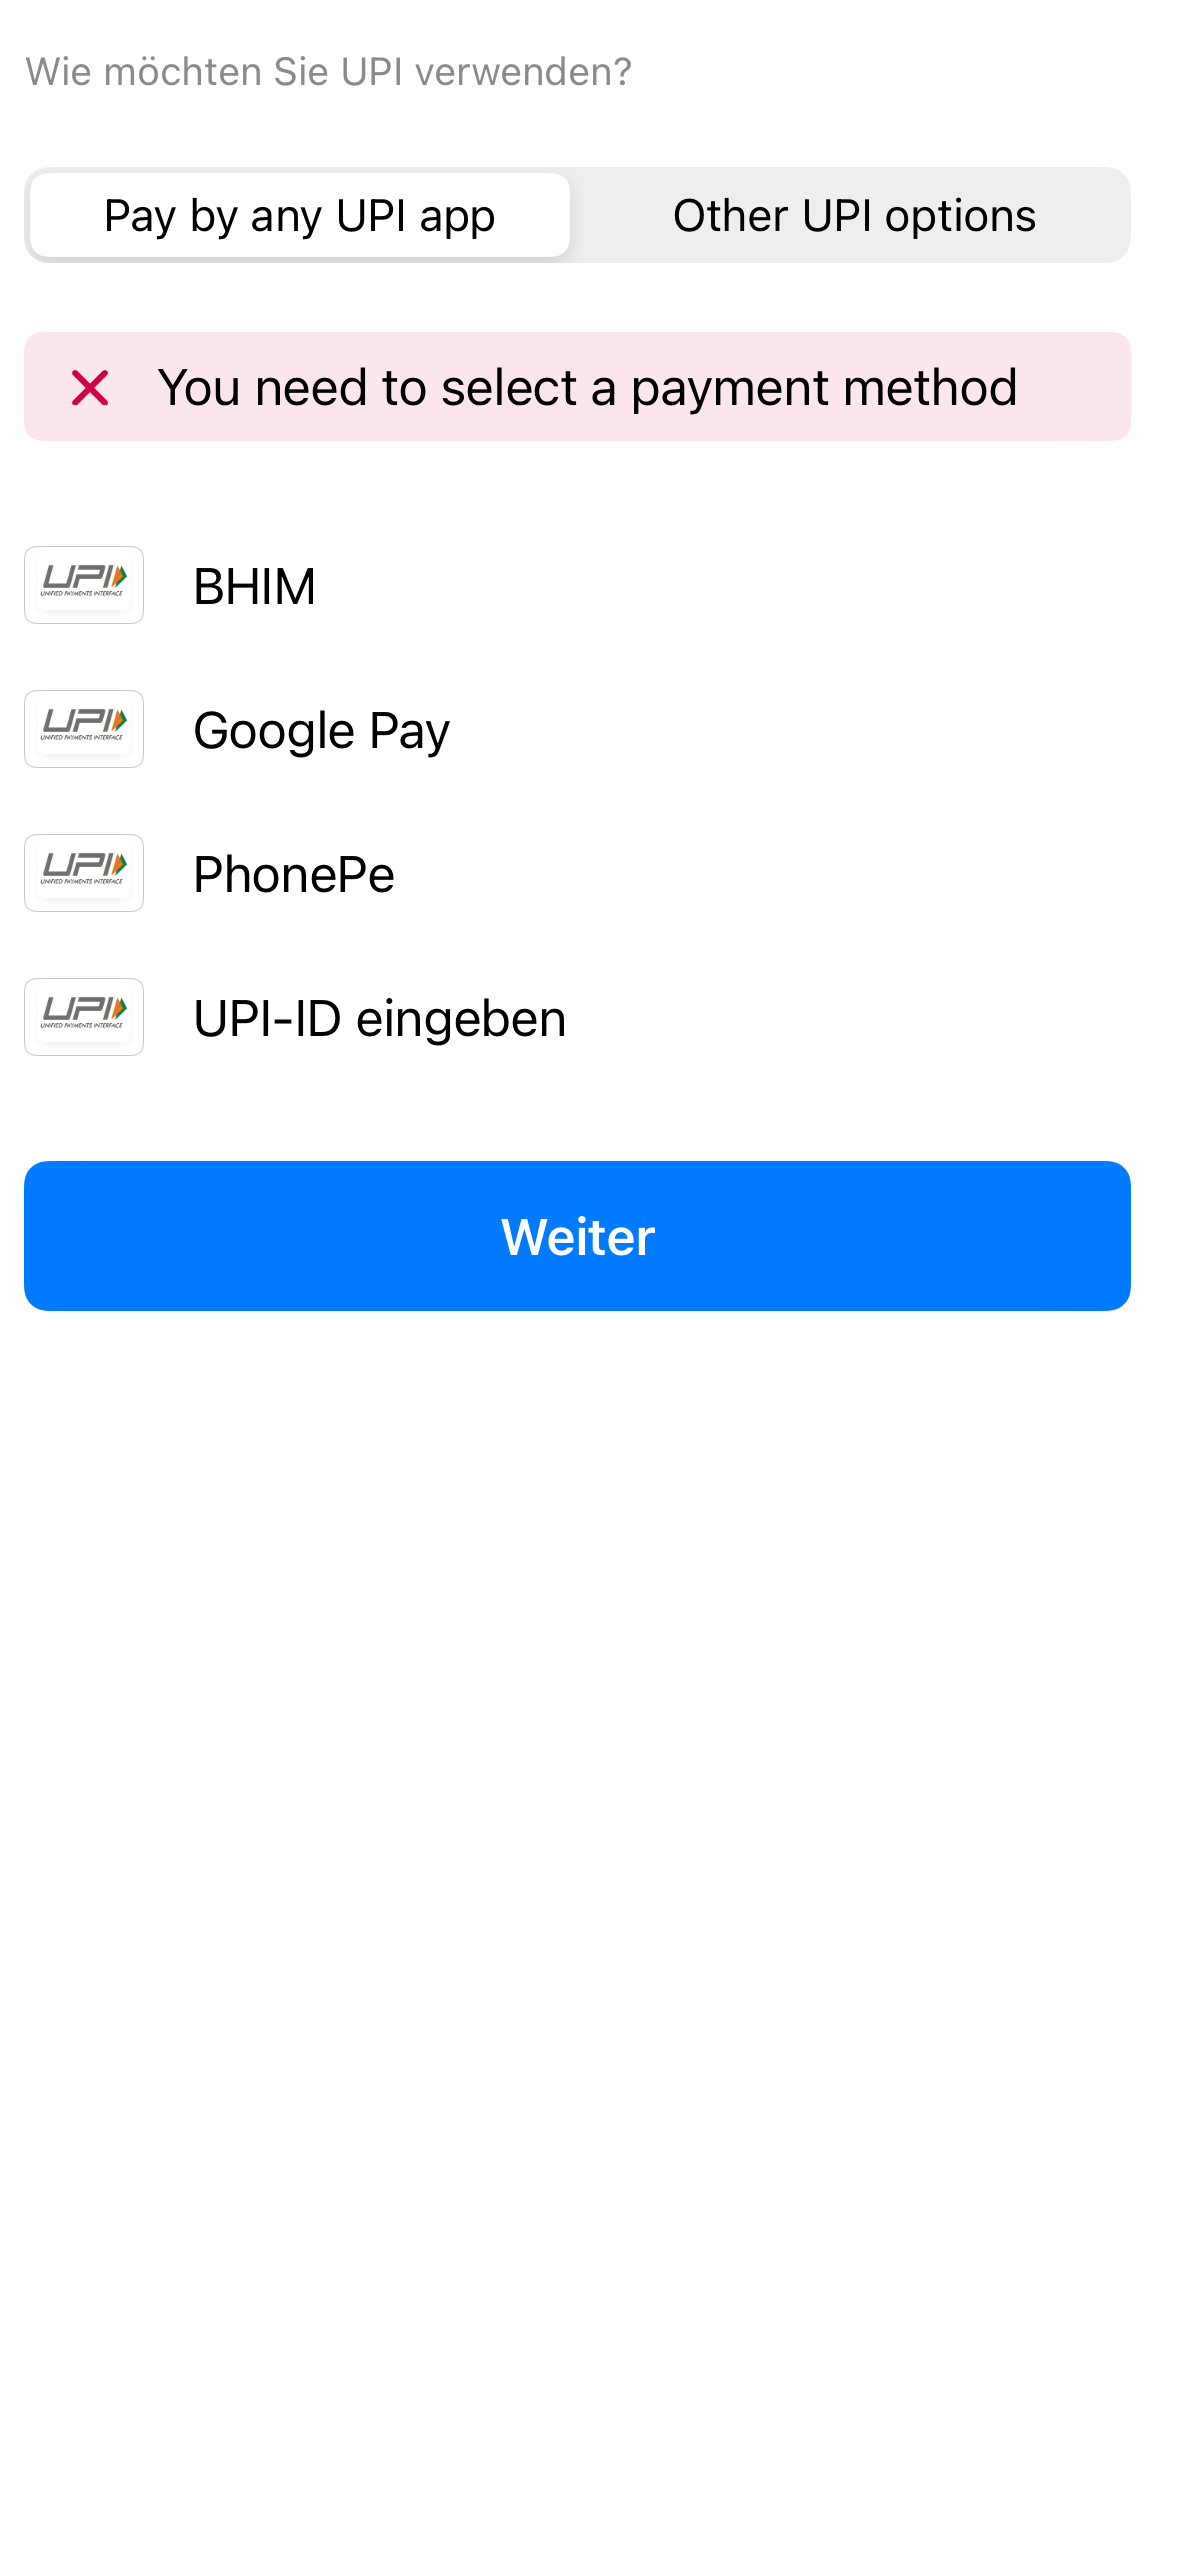 Wie möchten Sie UPI verwenden?
Pay by any UPI app
Other UPI options
You need to select a payment method
UPI
UNIFIED PAYMENTS INTERFACE
BHIM
UPI
UNIFIED PAYMENTS INTERFACE
Google Pay
UPI
UNIFIED PAYMENTS INTERFACE
PhonePe
UPI
UNIFIED PAYMENTS INTERFACE
UPI-ID eingeben
Weiter